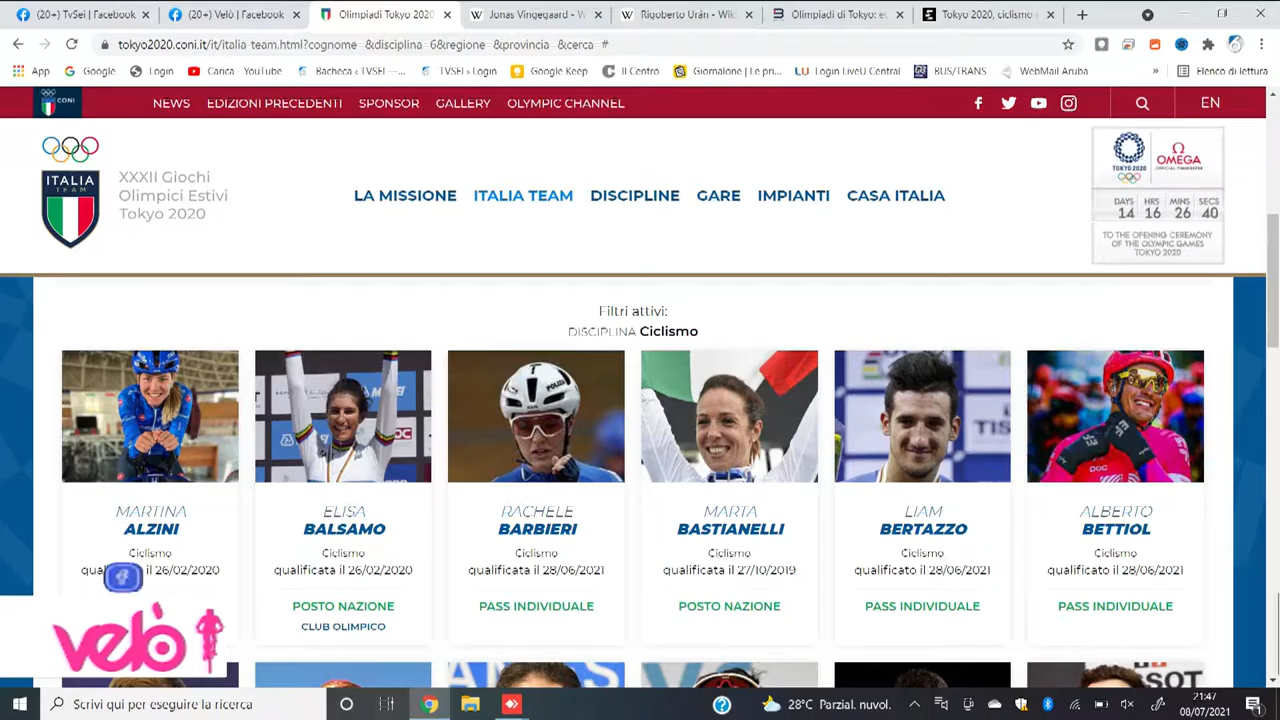 (20+) TvSei | Facebook
(20+) Velò | Facebook
Olimpiadi Tokyo 2020
Jonas Vingegaard - W
Rigoberto Urán - Wiki
Olimpiadi di Tokyo: ec
Tokyo 2020, ciclismo s
tokyo2020.coni.it/it/italia-team.html?cognome=&disciplina=6&regione=&provincia=&cerca=#
App
Google
Login
Carica - YouTube
Bacheca ‹ TVSEI —...
TVSEI › Login
Google Keep
Il Centro
Giornalone | Le pri...
LU Login LiveU Central
BUS/TRANS
WebMail Aruba
»
Elenco di lettura
CONI
NEWS
EDIZIONI PRECEDENTI
SPONSOR
GALLERY
OLYMPIC CHANNEL
EN
ITALIA
TEAM
XXXII Giochi
Olimpici Estivi
Tokyo 2020
LA MISSIONE
ITALIA TEAM
DISCIPLINE
GARE
IMPIANTI
CASA ITALIA
TOKYO 2020
Ω
OMEGA
OFFICIAL TIMEKEEPER
DAYS HRS MINS SECS
14 16 26 40
TO THE OPENING CEREMONY
OF THE OLYMPIC GAMES
TOKYO 2020
Filtri attivi:
DISCIPLINA Ciclismo
MARTINA
ALZINI
Ciclismo
26/02/2020
ELISA
BALSAMO
Ciclismo
qualificata il 26/02/2020
POSTO NAZIONE
CLUB OLIMPICO
RACHELE
BARBIERI
Ciclismo
qualificata il 28/06/2021
PASS INDIVIDUALE
MARTA
BASTIANELLI
Ciclismo
qualificata il 27/10/2019
POSTO NAZIONE
LIAM
BERTAZZO
Ciclismo
qualificato il 28/06/2021
PASS INDIVIDUALE
ALBERTO
BETTIOL
Ciclismo
qualificato il 28/06/2021
PASS INDIVIDUALE
velò
TISSOT
Scrivi qui per eseguire la ricerca
28°C Parzial. nuvol.
21:47
08/07/2021